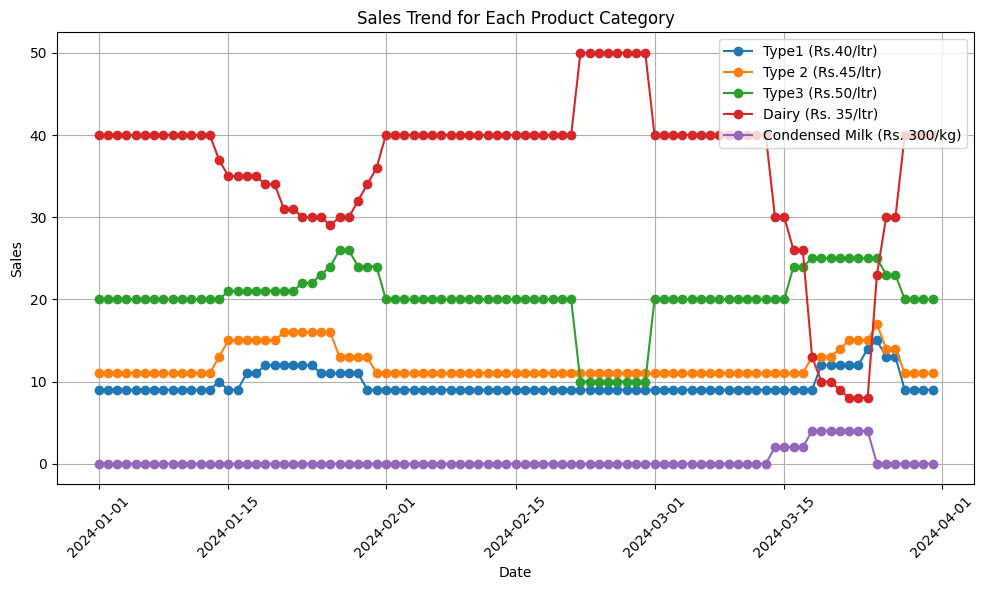 Sales Trend for Each Product Category
Type1 (Rs.40/ltr)
Type 2 (Rs.45/ltr)
Type3 (Rs.50/ltr)
Dairy (Rs. 35/ltr)
Condensed Milk (Rs. 300/kg)
Sales
50
40
30
20
10
0
2024-01-01
2024-01-15
2024-02-01
2024-02-15
2024-03-01
2024-03-15
2024-04-01
Date